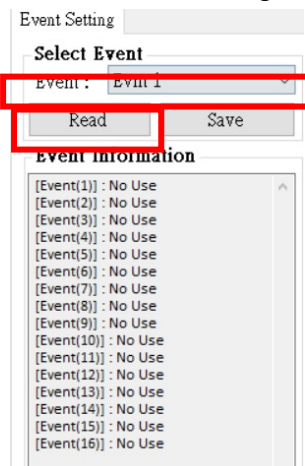 Event Setting
Select Event
Event : Evnt 1
Read Save
Event Information
[Event(1)] : No Use
[Event(2)] : No Use
[Event(3)] : No Use
[Event(4)] : No Use
[Event(5)] : No Use
[Event(6)] : No Use
[Event(7)] : No Use
[Event(8)] : No Use
[Event(9)] : No Use
[Event(10)] : No Use
[Event(11)] : No Use
[Event(12)] : No Use
[Event(13)] : No Use
[Event(14)] : No Use
[Event(15)] : No Use
[Event(16)] : No Use